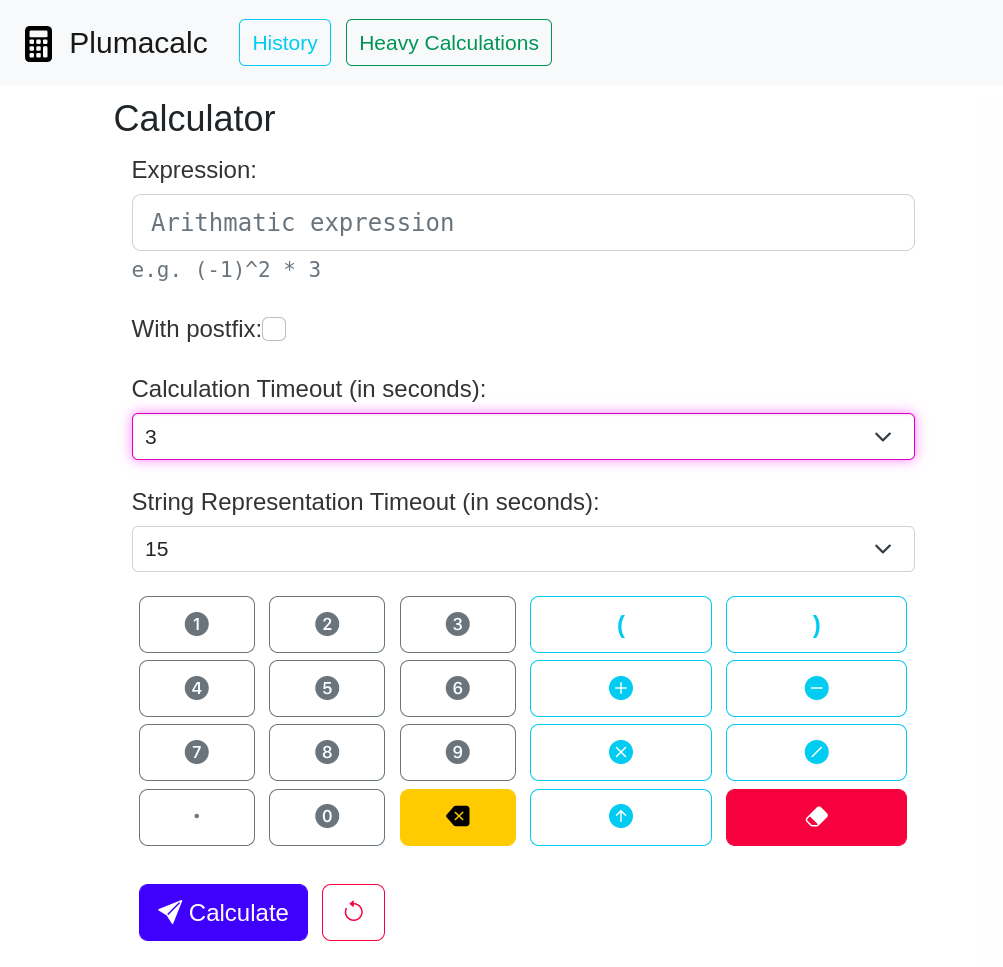 Plumacalc History Heavy Calculations
Calculator
Expression:
Arithmatic expression
e.g. (-1)^2 * 3
With postfix:
Calculation Timeout (in seconds):
3
String Representation Timeout (in seconds):
15
1 2 3 ( )
4 5 6 + −
7 8 9 × /
. 0
Calculate